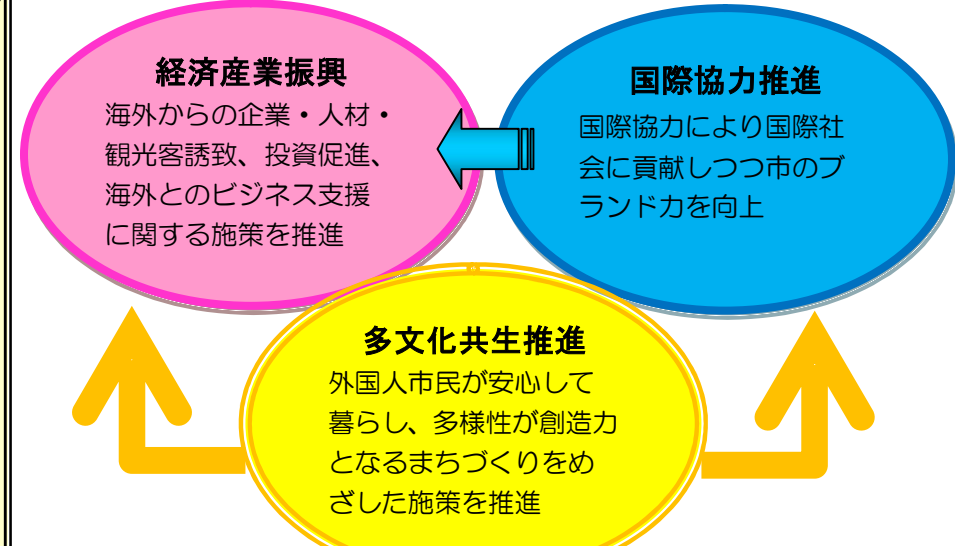 経済産業振興
海外からの企業・人材・
観光客誘致、投資促進、
海外とのビジネス支援
に関する施策を推進
国際協力推進
国際協力により国際社
会に貢献しつつ市のブ
ランド力を向上
多文化共生推進
外国人市民が安心して
暮らし、多様性が創造力
となるまちづくりをめ
ざした施策を推進